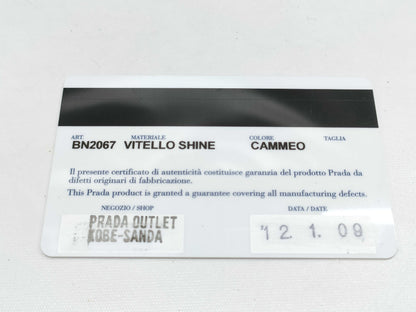 ART. MATERIALE COLORE TAGLIA
BN2067 VITELLO SHINE CAMMEO
Il presente certificato di autenticità costituisce garanzia del prodotto Prada da
difetti originari di fabbricazione.
This Prada product is granted a guarantee covering all manufacturing defects.
NEGOZIO / SHOP DATA / DATE
PRADA OUTLET
KOBE-SANDA
12. 1. 09